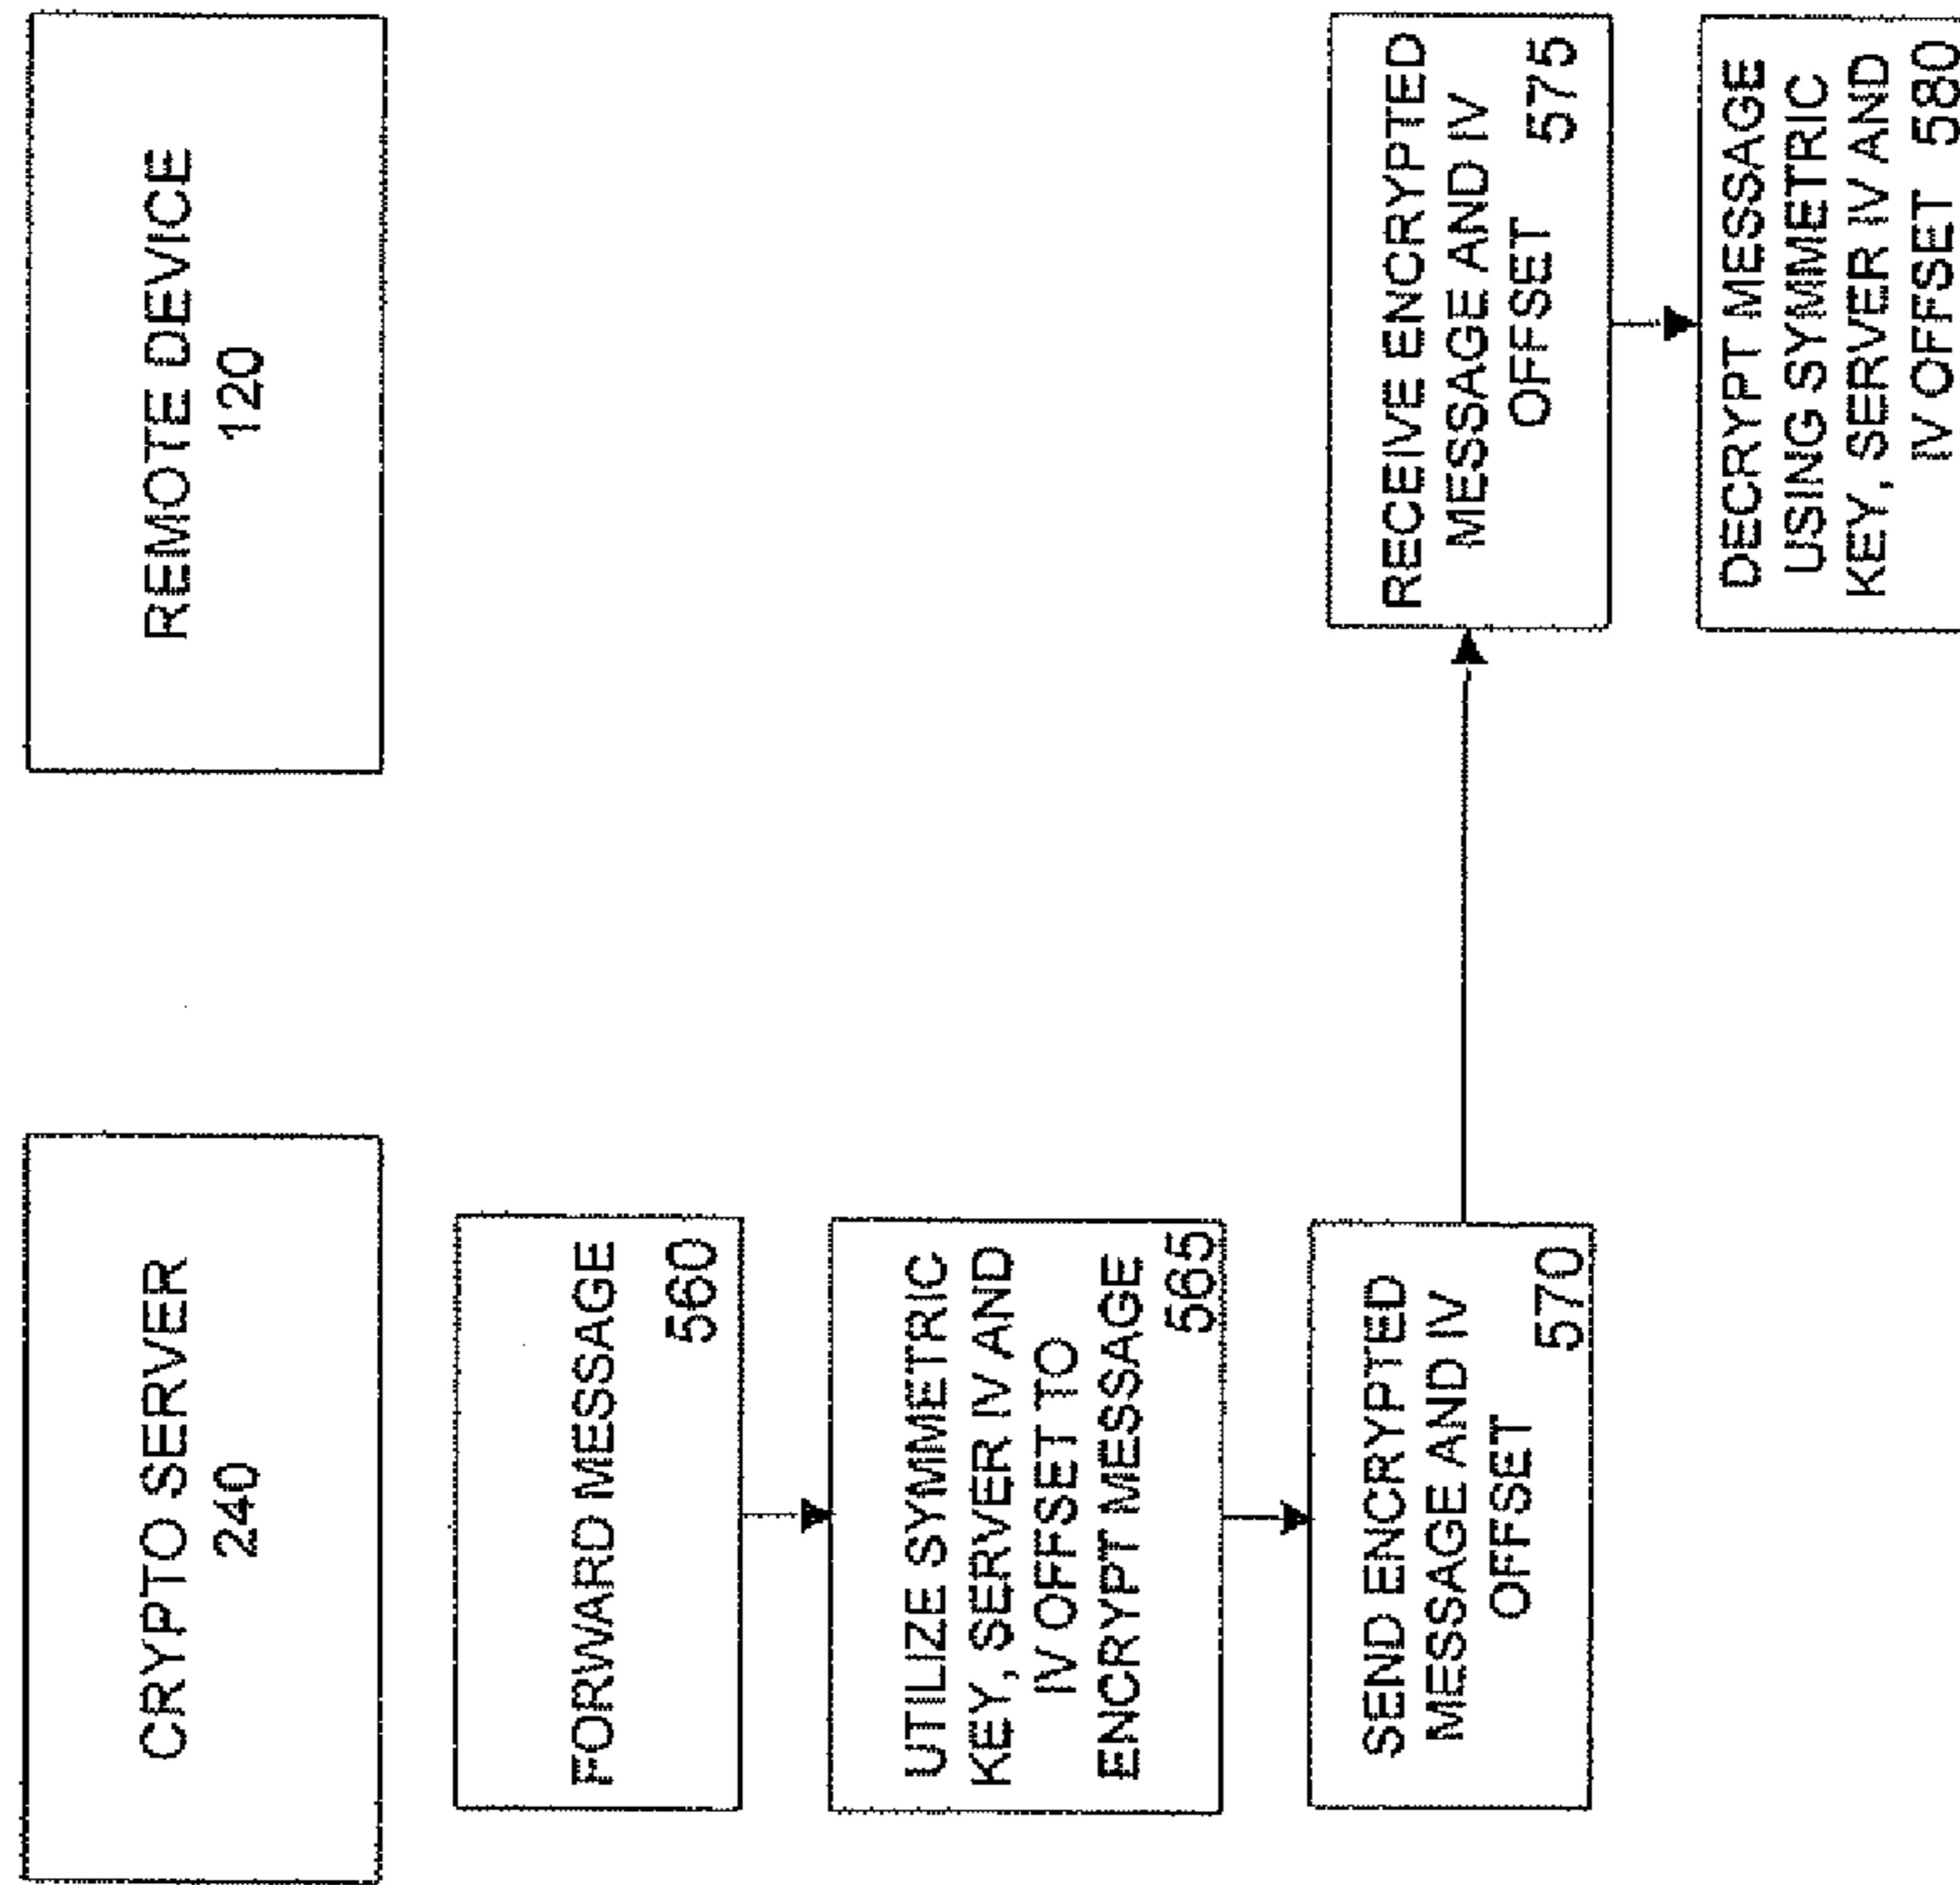 CRYPTO SERVER
240
REMOTE DEVICE
120
FORWARD MESSAGE
560
UTILIZE SYMMETRIC
KEY, SERVER IV AND
IV OFFSET TO
ENCRYPT MESSAGE
565
SEND ENCRYPTED
MESSAGE AND IV
OFFSET
570
RECEIVE ENCRYPTED
MESSAGE AND IV
OFFSET 575
DECRYPT MESSAGE
USING SYMMETRIC
KEY, SERVER IV AND
IV OFFSET 580